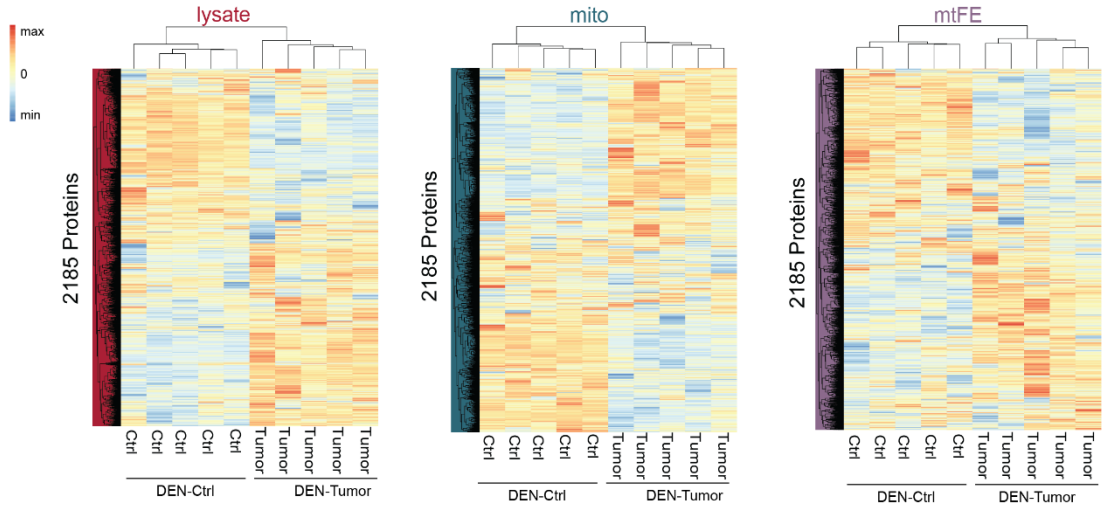 max
0
min
lysate
mito
mtFE
2185 Proteins
2185 Proteins
2185 Proteins
Ctrl Ctrl Ctrl Ctrl Ctrl Tumor Tumor Tumor Tumor Tumor
Ctrl Ctrl Ctrl Ctrl Ctrl Tumor Tumor Tumor Tumor Tumor
Ctrl Ctrl Ctrl Ctrl Ctrl Tumor Tumor Tumor Tumor Tumor
DEN-Ctrl DEN-Tumor
DEN-Ctrl DEN-Tumor
DEN-Ctrl DEN-Tumor